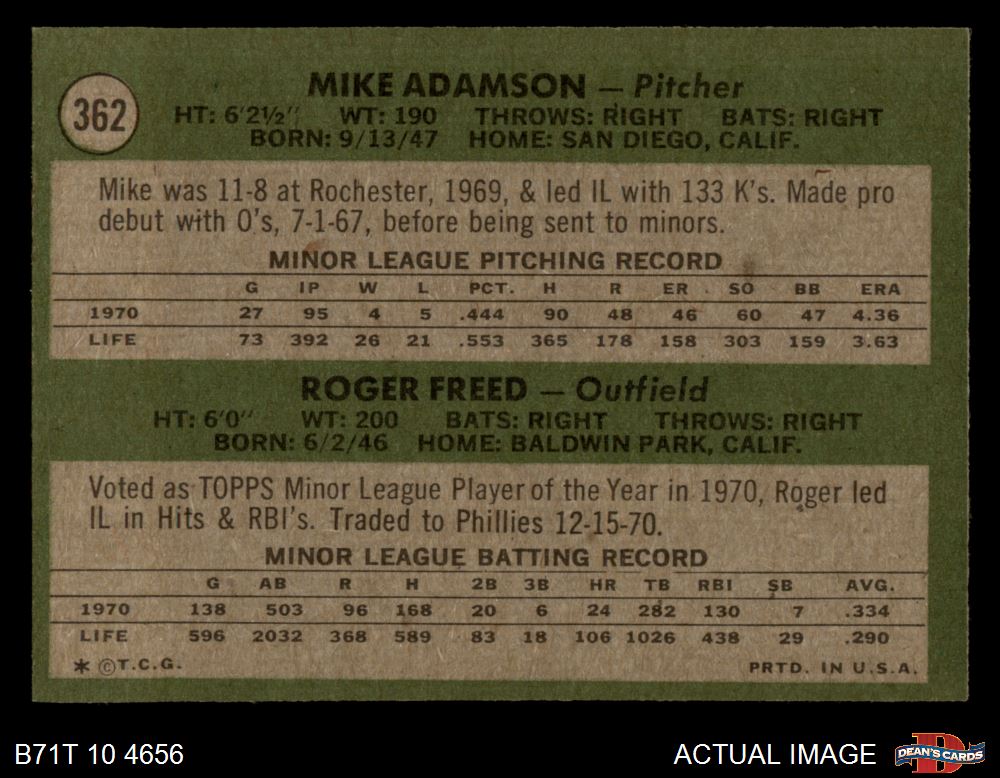 362
MIKE ADAMSON — Pitcher
HT: 6'2½" WT: 190 THROWS: RIGHT BATS: RIGHT
BORN: 9/13/47 HOME: SAN DIEGO, CALIF.
Mike was 11-8 at Rochester, 1969, & led IL with 133 K's. Made pro
debut with O's, 7-1-67, before being sent to minors.
MINOR LEAGUE PITCHING RECORD
G IP W L PCT. H R ER SO BB ERA
1970 27 95 4 5 .444 90 48 46 60 47 4.36
LIFE 73 392 26 21 .553 365 178 158 303 159 3.63
ROGER FREED — Outfield
HT: 6'0" WT: 200 BATS: RIGHT THROWS: RIGHT
BORN: 6/2/46 HOME: BALDWIN PARK, CALIF.
Voted as TOPPS Minor League Player of the Year in 1970, Roger led
IL in Hits & RBI's. Traded to Phillies 12-15-70.
MINOR LEAGUE BATTING RECORD
G AB R H 2B 3B HR TB RBI SB AVG.
1970 138 503 96 168 20 6 24 282 130 7 .334
LIFE 596 2032 368 589 83 18 106 1026 438 29 .290
* ©T.C.G. PRTD. IN U.S.A.
B71T 10 4656 ACTUAL IMAGE DEAN'S CARDS